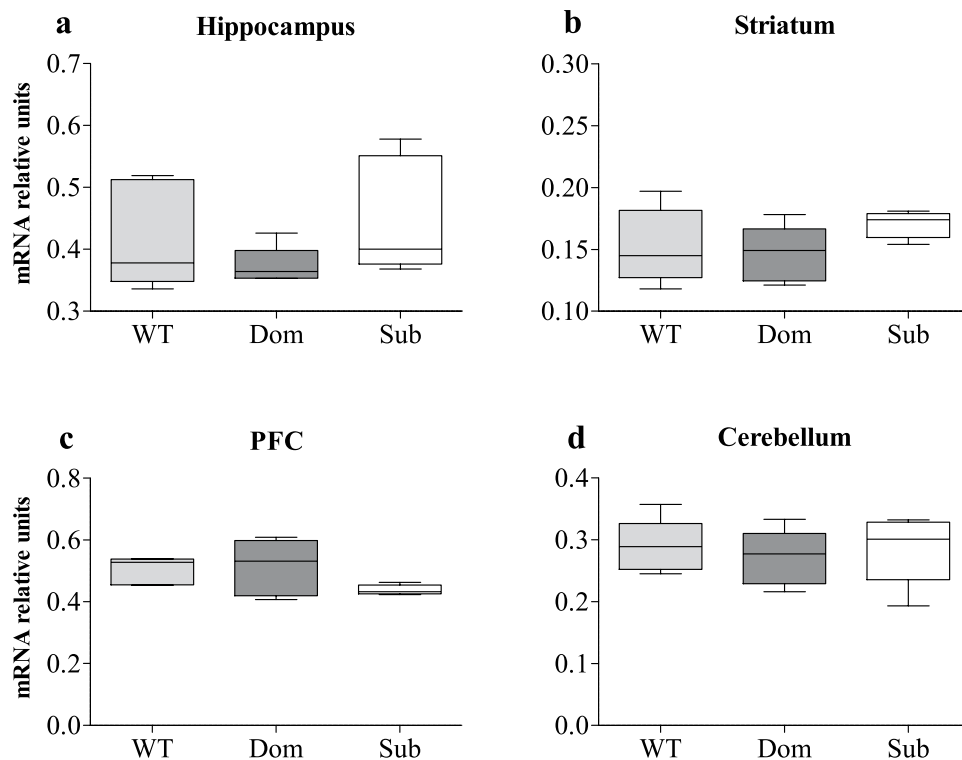 a
Hippocampus
mRNA relative units
0.7
0.6
0.5
0.4
0.3
WT Dom Sub
b
Striatum
0.30
0.25
0.20
0.15
0.10
WT Dom Sub
c
PFC
mRNA relative units
0.8
0.6
0.4
0.2
0.0
WT Dom Sub
d
Cerebellum
0.4
0.3
0.2
0.1
0.0
WT Dom Sub